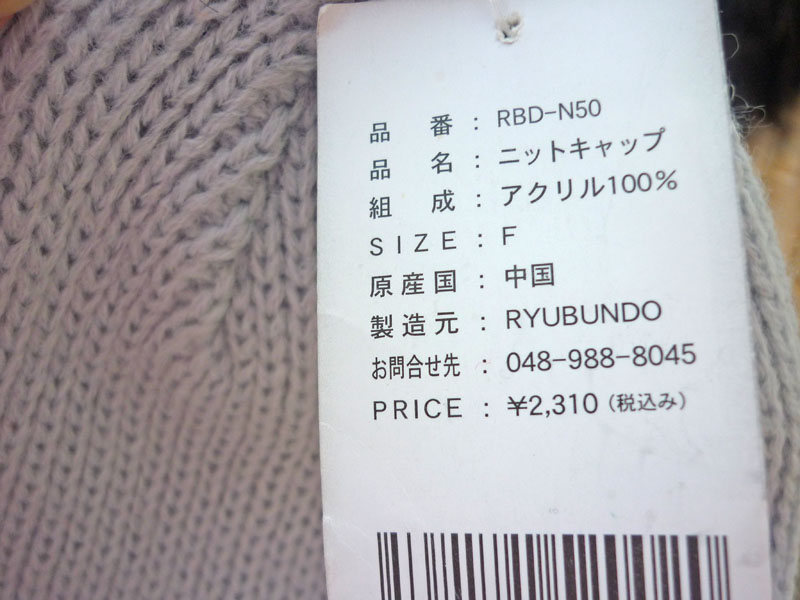 品番：RBD-N50
品名：ニットキャップ
組成：アクリル100%
SIZE：F
原産国：中国
製造元：RYUBUNDO
お問合せ先：048-988-8045
PRICE：¥2,310（税込み）